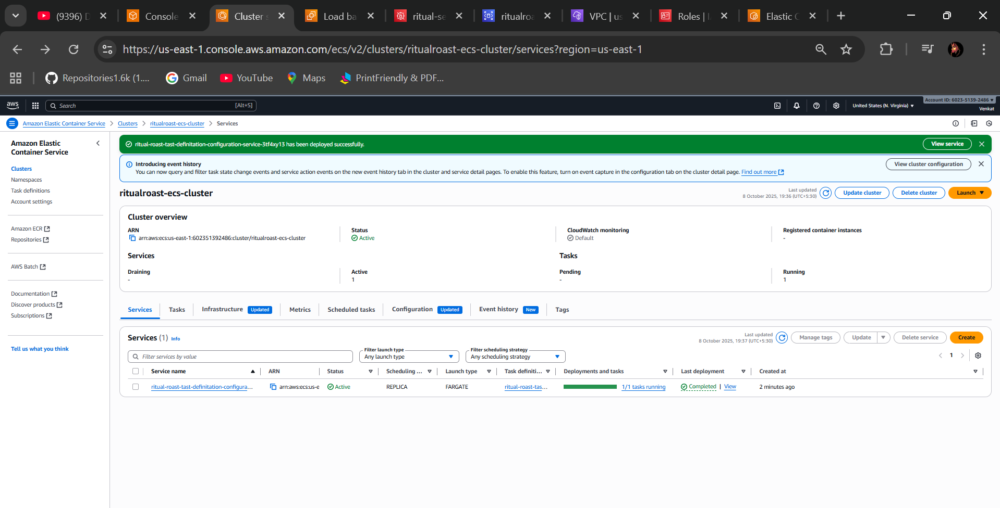 (9396) D
Console
Cluster s
Load ba
ritual-se
ritualroa
VPC | us
Roles | I
Elastic C
https://us-east-1.console.aws.amazon.com/ecs/v2/clusters/ritualroast-ecs-cluster/services?region=us-east-1
Repositories1.6k (1....
Gmail
YouTube
Maps
PrintFriendly & PDF...
aws
Search
[Alt+S]
United States (N. Virginia)
Account ID: 6023-5139-2486
Venkat
Amazon Elastic Container Service
Clusters
ritualroast-ecs-cluster
Services
Amazon Elastic
Container Service
Clusters
Namespaces
Task definitions
Account settings
Amazon ECR
Repositories
AWS Batch
Documentation
Discover products
Subscriptions
Tell us what you think
ritual-roast-tast-definitation-configuration-service-3tf4xy13 has been deployed successfully.
View service
Introducing event history
You can now query and filter task state change events and service action events on the new event history tab in the cluster and service detail pages. To enable this feature, turn on event capture in the configuration tab on the cluster detail page. Find out more
View cluster configuration
ritualroast-ecs-cluster
Last updated
8 October 2025, 19:36 (UTC+5:30)
Update cluster
Delete cluster
Launch
Cluster overview
ARN
arn:aws:ecs:us-east-1:602351392486:cluster/ritualroast-ecs-cluster
Status
Active
CloudWatch monitoring
Default
Registered container instances
-
Services
Tasks
Draining
-
Active
1
Pending
-
Running
1
Services
Tasks
Infrastructure Updated
Metrics
Scheduled tasks
Configuration Updated
Event history New
Tags
Services (1) Info
Last updated
8 October 2025, 19:37 (UTC+5:30)
Manage tags
Update
Delete service
Create
Filter services by value
Filter launch type
Any launch type
Filter scheduling strategy
Any scheduling strategy
1
Service name
ARN
Status
Scheduling ...
Launch type
Task definiti...
Deployments and tasks
Last deployment
Created at
ritual-roast-tast-definitation-configura...
arn:aws:ecs:us-e
Active
REPLICA
FARGATE
ritual-roast-tas...
1/1 tasks running
Completed | View
2 minutes ago